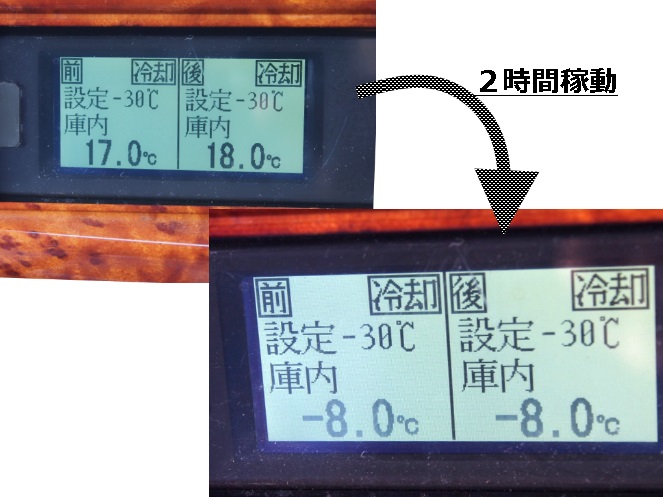 前 冷却 後 冷却
設定-30℃ 設定-30℃
庫内 庫内
17.0℃ 18.0℃
２時間稼動
前 冷却 後 冷却
設定-30℃ 設定-30℃
庫内 庫内
-8.0℃ -8.0℃